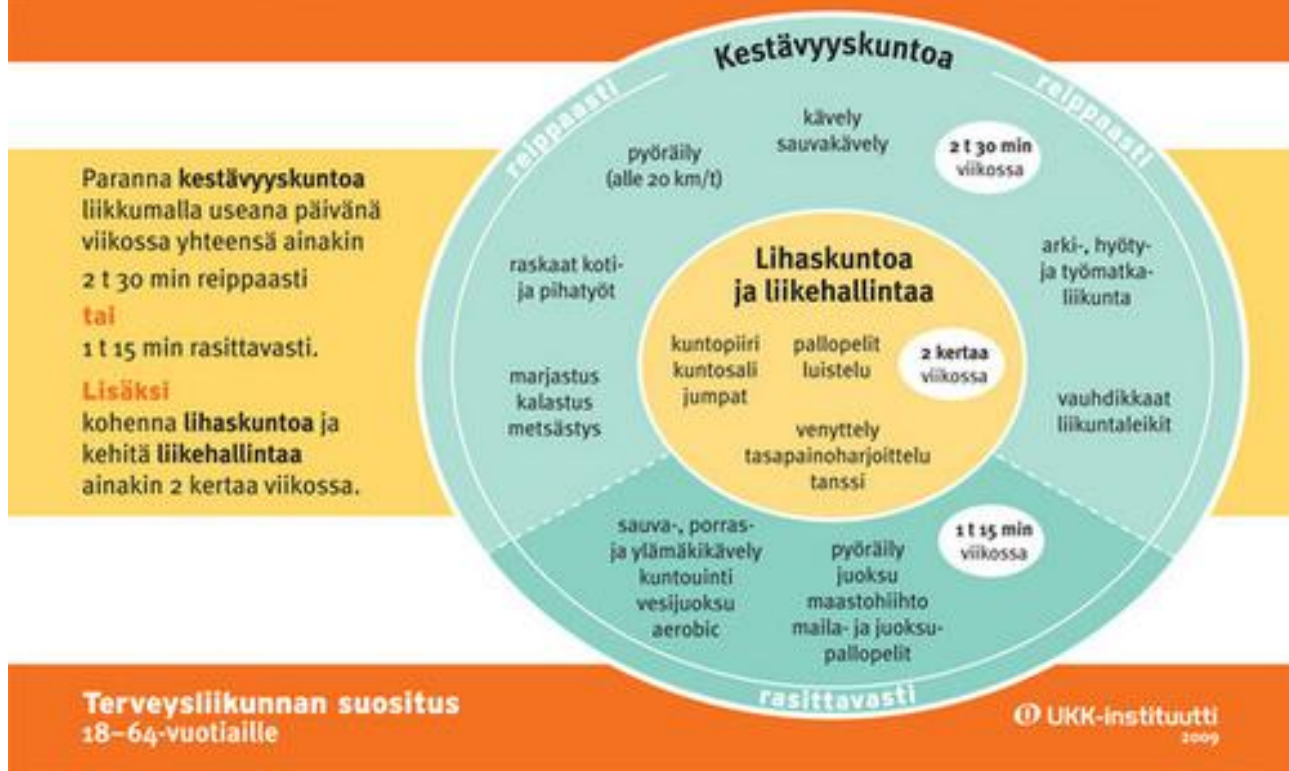 Kestävyyskuntoa
reippaasti
reippaasti
kävely
sauvakävely
2 t 30 min
viikossa
pyöräily
(alle 20 km/t)
Paranna kestävyyskuntoa
liikkumalla useana päivänä
viikossa yhteensä ainakin
2 t 30 min reippaasti
tai
1 t 15 min rasittavasti.
Lisäksi
kohenna lihaskuntoa ja
kehitä liikehallintaa
ainakin 2 kertaa viikossa.
raskaat koti-
ja pihatyöt
marjastus
kalastus
metsästys
Lihaskuntoa
ja liikehallintaa
kuntopiiri
kuntosali
jumpat
pallopelit
luistelu
2 kertaa
viikossa
venyttely
tasapainoharjoittelu
tanssi
arki-, hyöty-
ja työmatka-
liikunta
vauhdikkaat
liikuntaleikit
sauva-, porras-
ja ylämäkikävely
kuntouinti
vesijuoksu
aerobic
pyöräily
juoksu
maastohiihto
maila- ja juoksu-
pallopelit
1 t 15 min
viikossa
rasittavasti
Terveysliikunnan suositus
18–64-vuotiaille
UKK-instituutti
2009